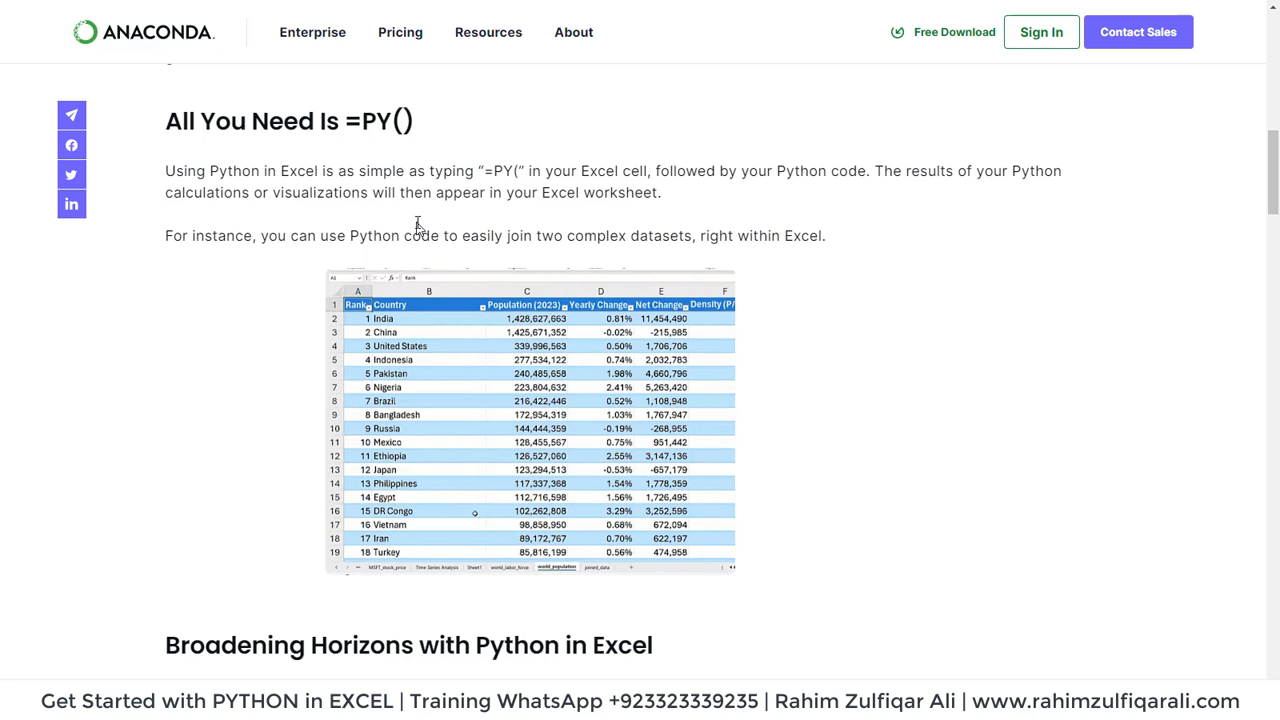 ANACONDA.
Enterprise
Pricing
Resources
About
Free Download
Sign In
Contact Sales
All You Need Is =PY()
Using Python in Excel is as simple as typing “=PY(” in your Excel cell, followed by your Python code. The results of your Python
calculations or visualizations will then appear in your Excel worksheet.
For instance, you can use Python code to easily join two complex datasets, right within Excel.
A1 fx Rank
A B C D E F
1 Rank Country Population (2023) Yearly Change Net Change Density (P/
2 1 India 1,428,627,663 0.81% 11,454,490
3 2 China 1,425,671,352 -0.02% -215,985
4 3 United States 339,996,563 0.50% 1,706,706
5 4 Indonesia 277,534,122 0.74% 2,032,783
6 5 Pakistan 240,485,658 1.98% 4,660,796
7 6 Nigeria 223,804,632 2.41% 5,263,420
8 7 Brazil 216,422,446 0.52% 1,108,948
9 8 Bangladesh 172,954,319 1.03% 1,767,947
10 9 Russia 144,444,359 -0.19% -268,955
11 10 Mexico 128,455,567 0.75% 951,442
12 11 Ethiopia 126,527,060 2.55% 3,147,136
13 12 Japan 123,294,513 -0.53% -657,179
14 13 Philippines 117,337,368 1.54% 1,778,359
15 14 Egypt 112,716,598 1.56% 1,726,495
16 15 DR Congo 102,262,808 3.29% 3,252,596
17 16 Vietnam 98,858,950 0.68% 672,094
18 17 Iran 89,172,767 0.70% 622,197
19 18 Turkey 85,816,199 0.56% 474,958
MSFT_stock_price Time Series Analysis Sheet1 world_labor_force world_population joined_data
Broadening Horizons with Python in Excel
Get Started with PYTHON in EXCEL | Training WhatsApp +923323339235 | Rahim Zulfiqar Ali | www.rahimzulfiqarali.com